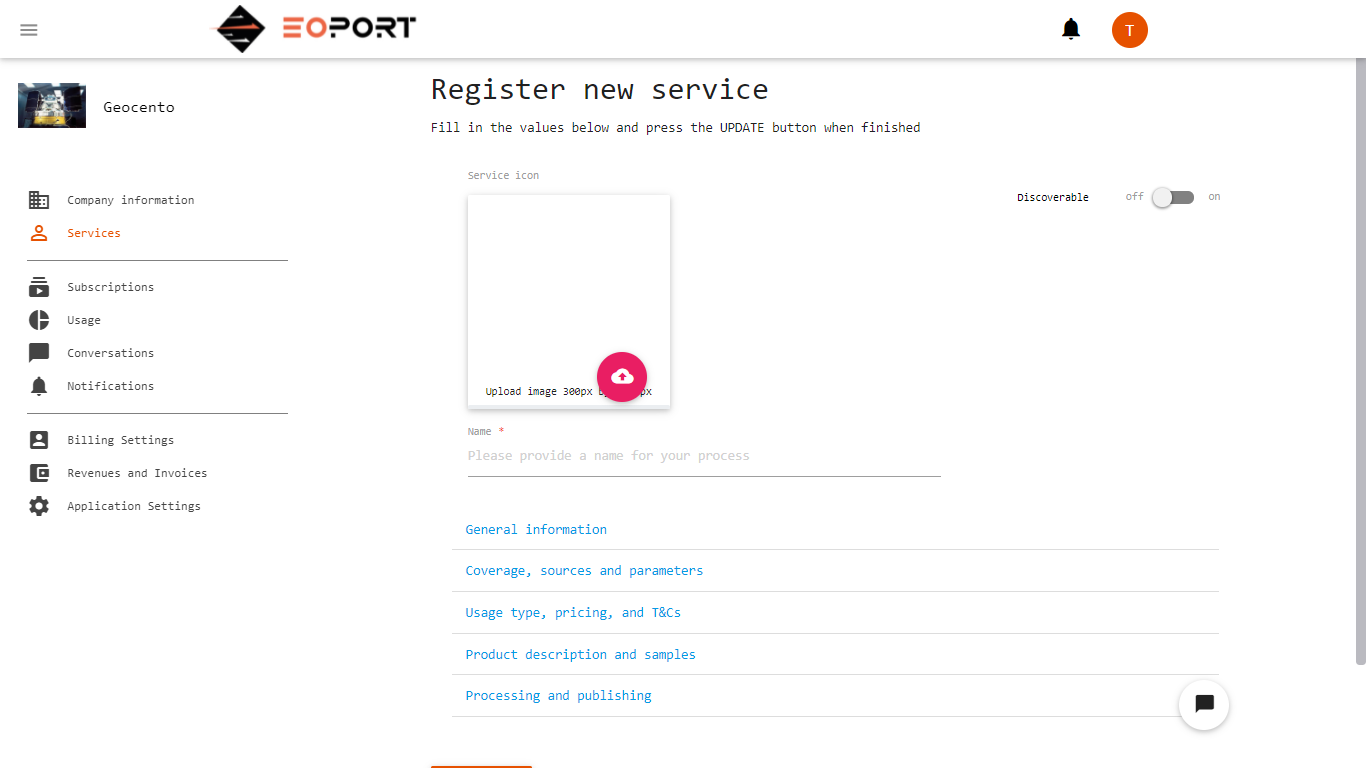 EOPORT
T
Geocento
Company information
Services
Subscriptions
Usage
Conversations
Notifications
Billing Settings
Revenues and Invoices
Application Settings
Register new service
Fill in the values below and press the UPDATE button when finished
Service icon
Discoverable off on
Upload image 300px
Name *
Please provide a name for your process
General information
Coverage, sources and parameters
Usage type, pricing, and T&Cs
Product description and samples
Processing and publishing